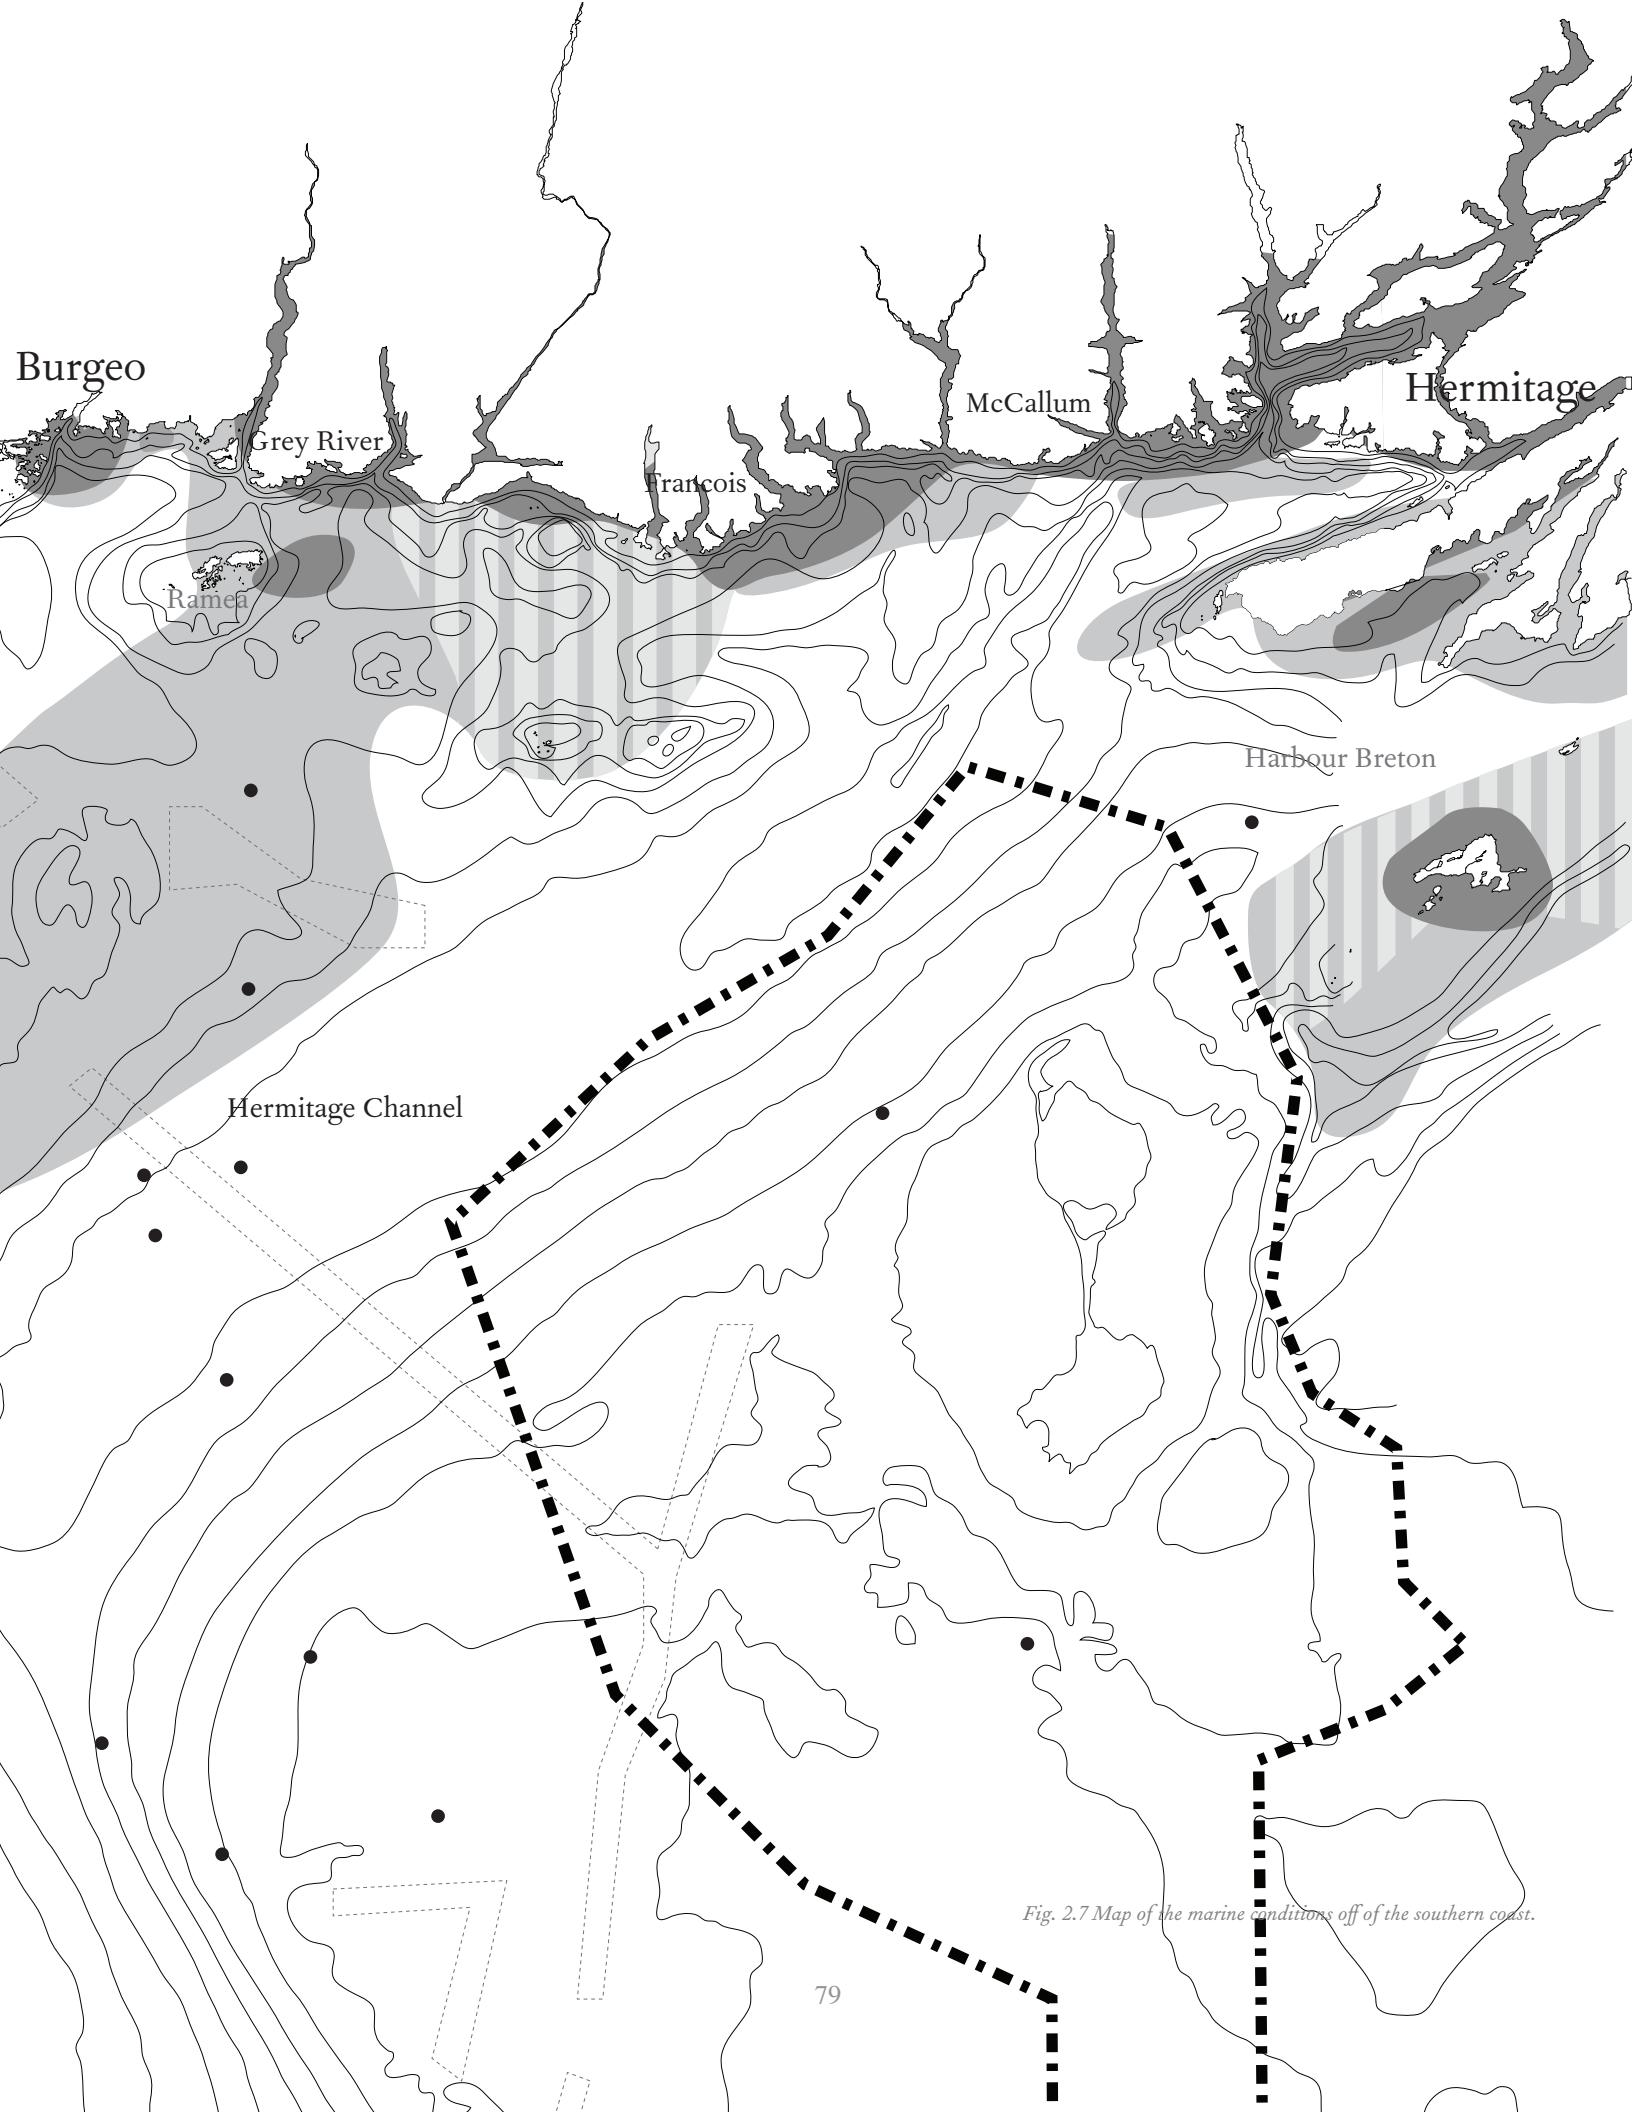 Burgeo
Hermitage
McCallum
Grey River
Francois
Ramea
Harbour Breton
Hermitage Channel
Fig. 2.7 Map of the marine conditions off of the southern coast.
79